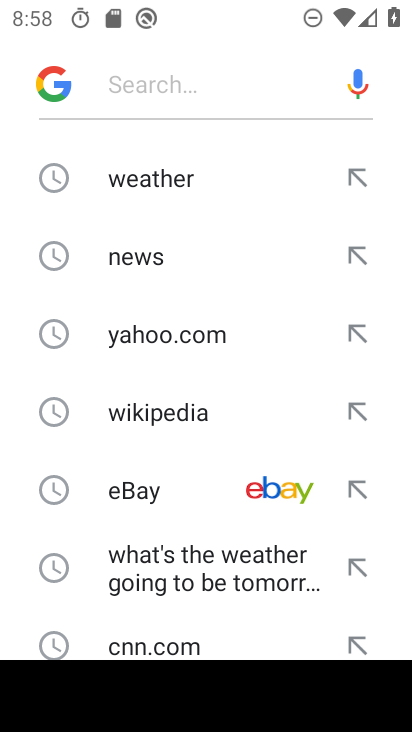 8:58
G Search...
weather
news
yahoo.com
wikipedia
eBay ebay
what's the weather
going to be tomorr...
cnn.com